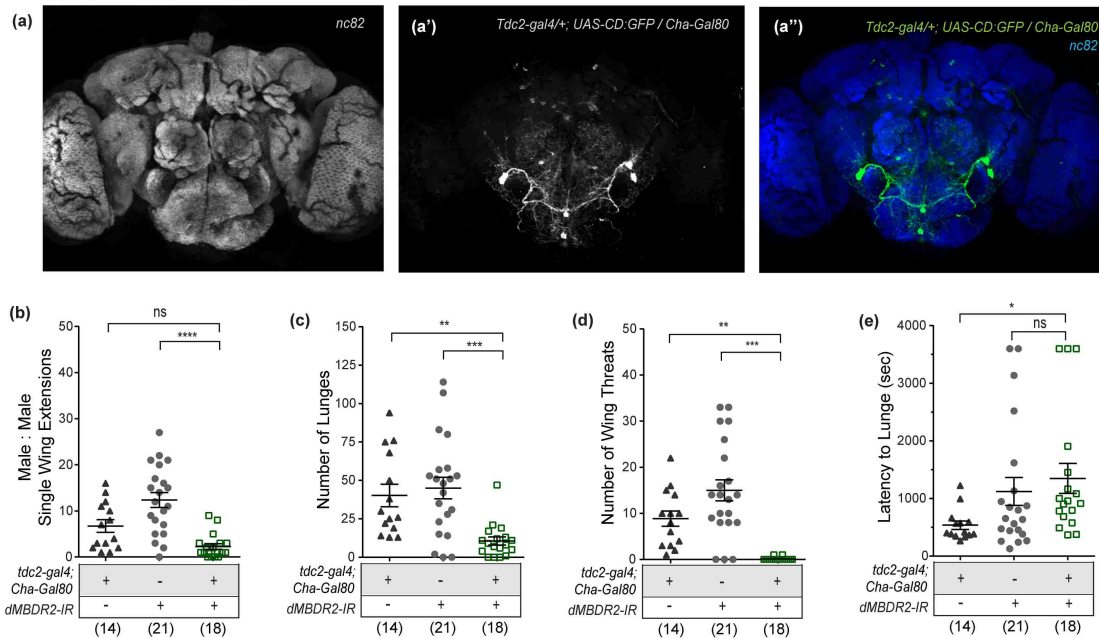 (a)
nc82
(a')
Tdc2-gal4/+; UAS-CD:GFP / Cha-Gal80
(a'')
Tdc2-gal4/+; UAS-CD:GFP / Cha-Gal80
nc82
(b)
Male : Male
Single Wing Extensions
50
40
30
20
10
0
ns
****
tdc2-gal4;
Cha-Gal80
+ - +
dMBDR2-IR
- + +
(14) (21) (18)
(c)
Number of Lunges
150
125
100
75
50
25
0
**
***
tdc2-gal4;
Cha-Gal80
+ - +
dMBDR2-IR
- + +
(14) (21) (18)
(d)
Number of Wing Threats
50
40
30
20
10
0
**
***
tdc2-gal4;
Cha-Gal80
+ - +
dMBDR2-IR
- + +
(14) (21) (18)
(e)
Latency to Lunge (sec)
4000
3000
2000
1000
0
*
ns
tdc2-gal4;
Cha-Gal80
+ - +
dMBDR2-IR
- + +
(14) (21) (18)